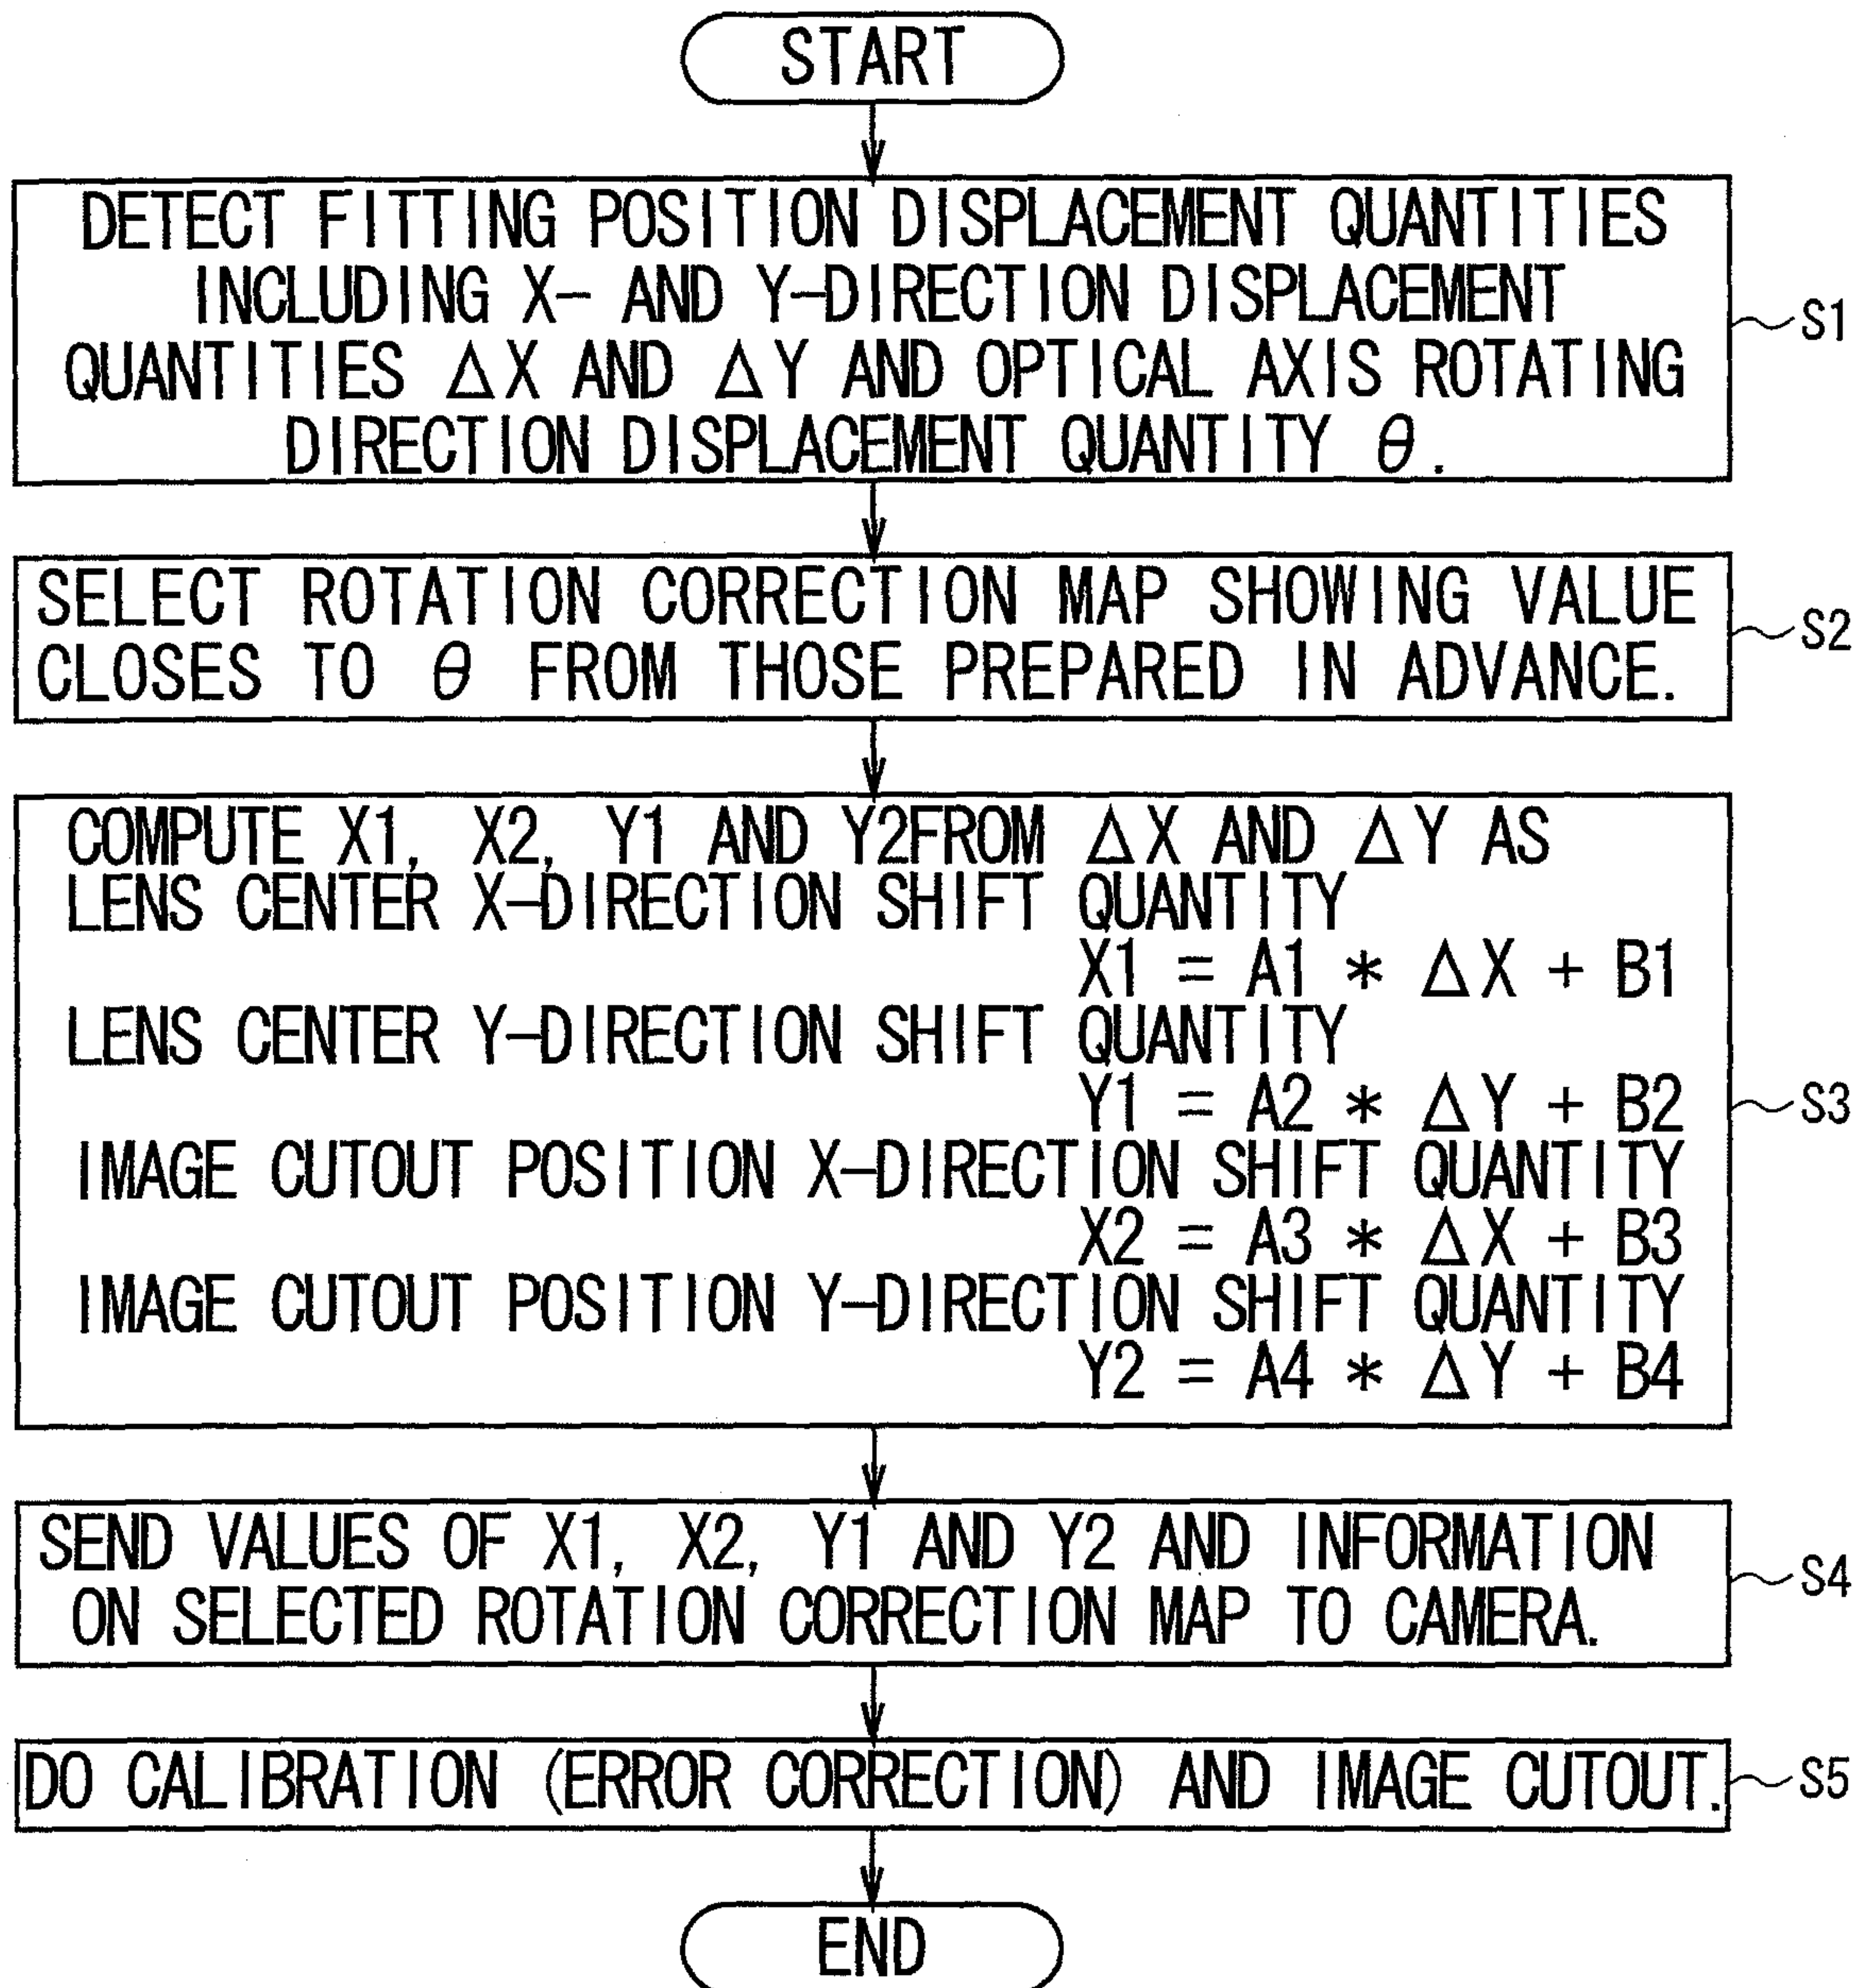 START
DETECT FITTING POSITION DISPLACEMENT QUANTITIES
INCLUDING X- AND Y-DIRECTION DISPLACEMENT
QUANTITIES ΔX AND ΔY AND OPTICAL AXIS ROTATING
DIRECTION DISPLACEMENT QUANTITY θ.
S1
SELECT ROTATION CORRECTION MAP SHOWING VALUE
CLOSES TO θ FROM THOSE PREPARED IN ADVANCE.
S2
COMPUTE X1, X2, Y1 AND Y2FROM ΔX AND ΔY AS
LENS CENTER X-DIRECTION SHIFT QUANTITY
X1 = A1 * ΔX + B1
LENS CENTER Y-DIRECTION SHIFT QUANTITY
Y1 = A2 * ΔY + B2
IMAGE CUTOUT POSITION X-DIRECTION SHIFT QUANTITY
X2 = A3 * ΔX + B3
IMAGE CUTOUT POSITION Y-DIRECTION SHIFT QUANTITY
Y2 = A4 * ΔY + B4
S3
SEND VALUES OF X1, X2, Y1 AND Y2 AND INFORMATION
ON SELECTED ROTATION CORRECTION MAP TO CAMERA.
S4
DO CALIBRATION (ERROR CORRECTION) AND IMAGE CUTOUT.
S5
END